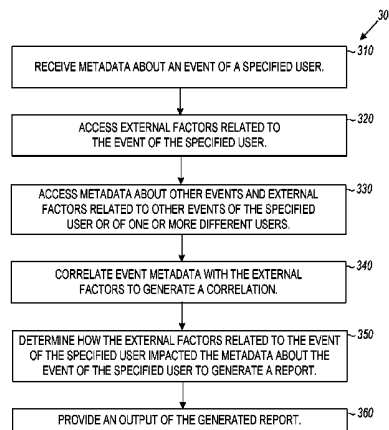 30
310
RECEIVE METADATA ABOUT AN EVENT OF A SPECIFIED USER.
320
ACCESS EXTERNAL FACTORS RELATED TO
THE EVENT OF THE SPECIFIED USER.
330
ACCESS METADATA ABOUT OTHER EVENTS AND EXTERNAL
FACTORS RELATED TO OTHER EVENTS OF THE SPECIFIED
USER OR OF ONE OR MORE DIFFERENT USERS.
340
CORRELATE EVENT METADATA WITH THE EXTERNAL
FACTORS TO GENERATE A CORRELATION.
350
DETERMINE HOW THE EXTERNAL FACTORS RELATED TO THE EVENT
OF THE SPECIFIED USER IMPACTED THE METADATA ABOUT THE
EVENT OF THE SPECIFIED USER TO GENERATE A REPORT.
360
PROVIDE AN OUTPUT OF THE GENERATED REPORT.